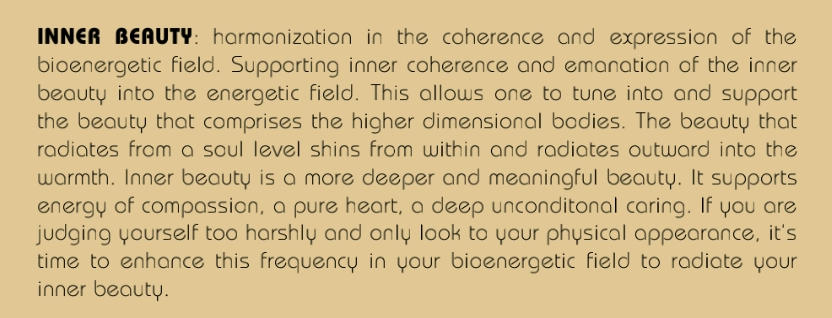 INNER BEAUTY: harmonization in the coherence and expression of the
bioenergetic field. Supporting inner coherence and emanation of the inner
beauty into the energetic field. This allows one to tune into and support
the beauty that comprises the higher dimensional bodies. The beauty that
radiates from a soul level shins from within and radiates outward into the
warmth. Inner beauty is a more deeper and meaningful beauty. It supports
energy of compassion, a pure heart, a deep unconditonal caring. If you are
judging yourself too harshly and only look to your physical appearance, it's
time to enhance this frequency in your bioenergetic field to radiate your
inner beauty.